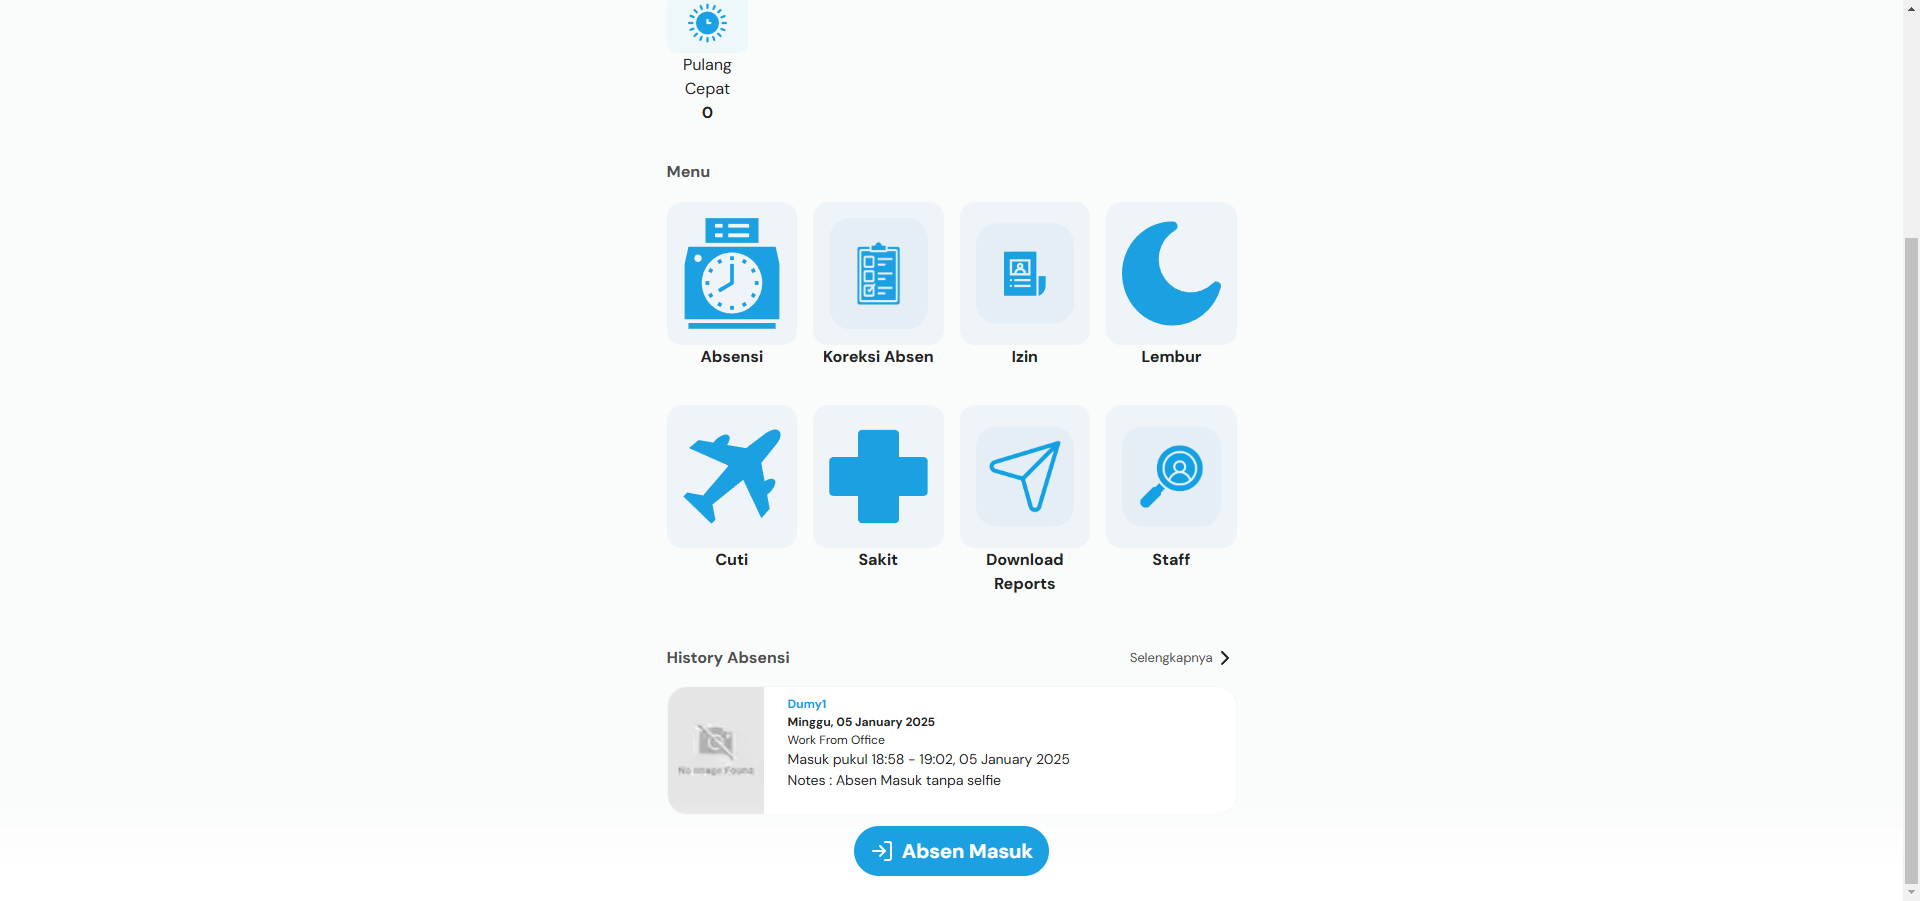 Pulang
Cepat
0
Menu
Absensi
Koreksi Absen
Izin
Lembur
Cuti
Sakit
Download
Reports
Staff
History Absensi
Selengkapnya
No Image Found
Dumy1
Minggu, 05 January 2025
Work From Office
Masuk pukul 18:58 - 19:02, 05 January 2025
Notes : Absen Masuk tanpa selfie
Absen Masuk